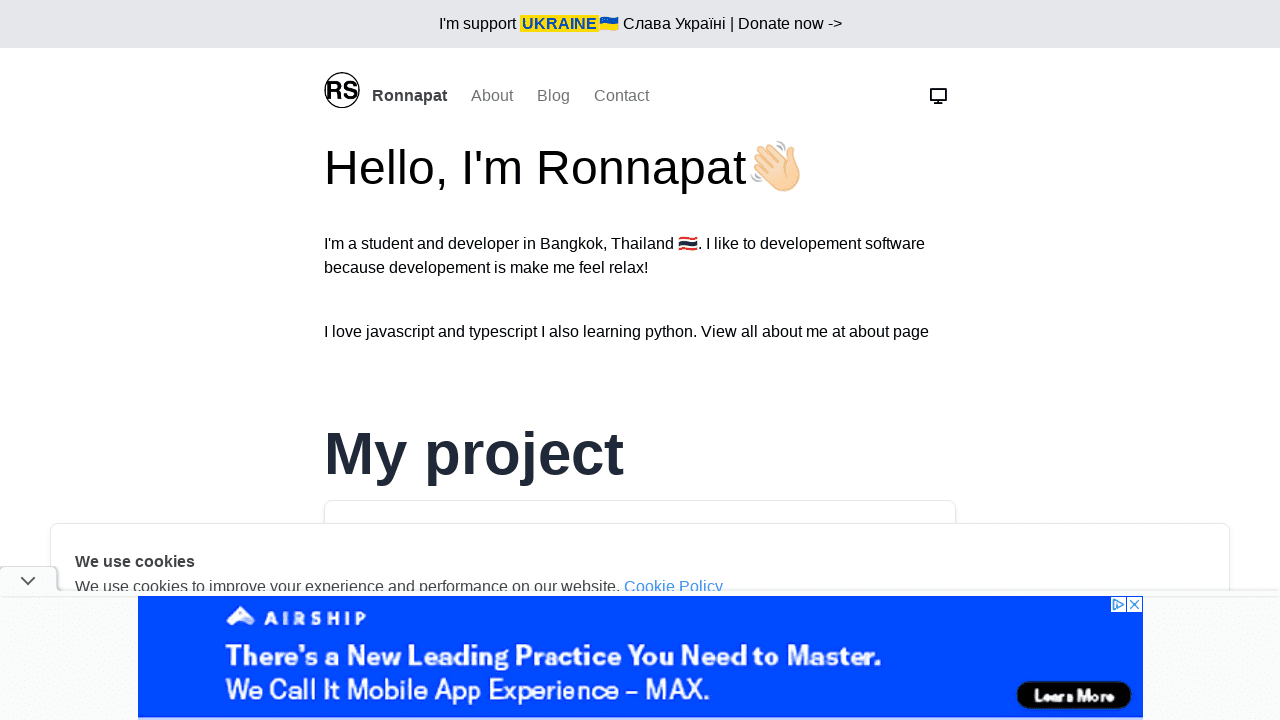 I'm support UKRAINE🇺🇦 Слава Україні | Donate now ->
RS Ronnapat About Blog Contact
Hello, I'm Ronnapat👋🏻
I'm a student and developer in Bangkok, Thailand 🇹🇭. I like to developement software
because developement is make me feel relax!
I love javascript and typescript I also learning python. View all about me at about page
My project
We use cookies
We use cookies to improve your experience and performance on our website. Cookie Policy
AIRSHIP
There's a New Leading Practice You Need to Master.
We Call It Mobile App Experience – MAX.
Learn More